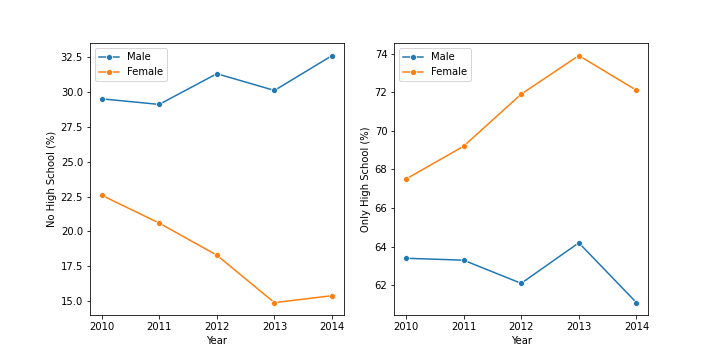 Male
Female
32.5
30.0
27.5
25.0
22.5
20.0
17.5
15.0
No High School (%)
2010 2011 2012 2013 2014
Year
Male
Female
74
72
70
68
66
64
62
Only High School (%)
2010 2011 2012 2013 2014
Year